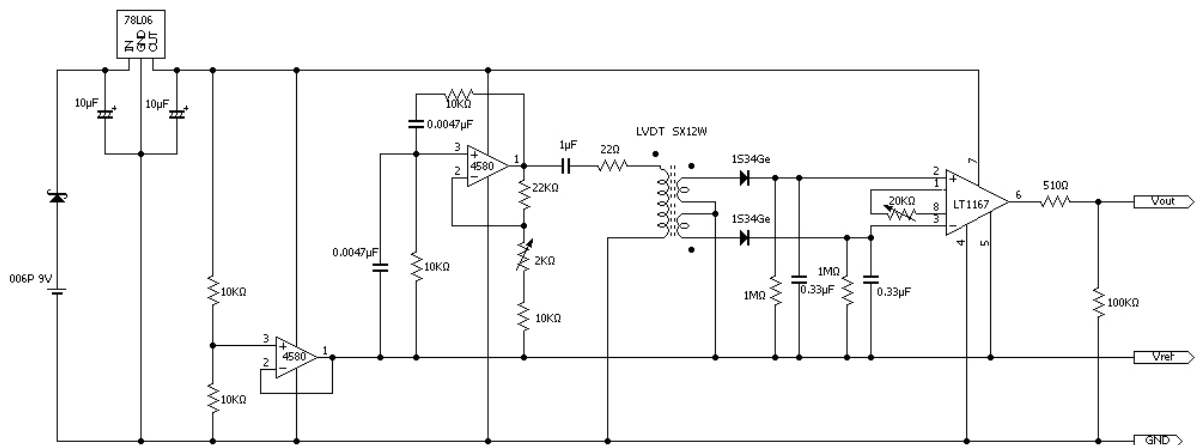 78L06
IN
GND
OUT
10µF
10µF
10KΩ
0.0047µF
3
2
1
4580
1µF
22Ω
LVDT SX12W
1S34Ge
1S34Ge
22KΩ
2KΩ
10KΩ
0.0047µF
10KΩ
006P 9V
10KΩ
10KΩ
3
2
1
4580
1MΩ
0.33µF
1MΩ
0.33µF
20KΩ
2
1
8
3
7
LT1167
6
4
5
510Ω
100KΩ
Vout
Vref
GND